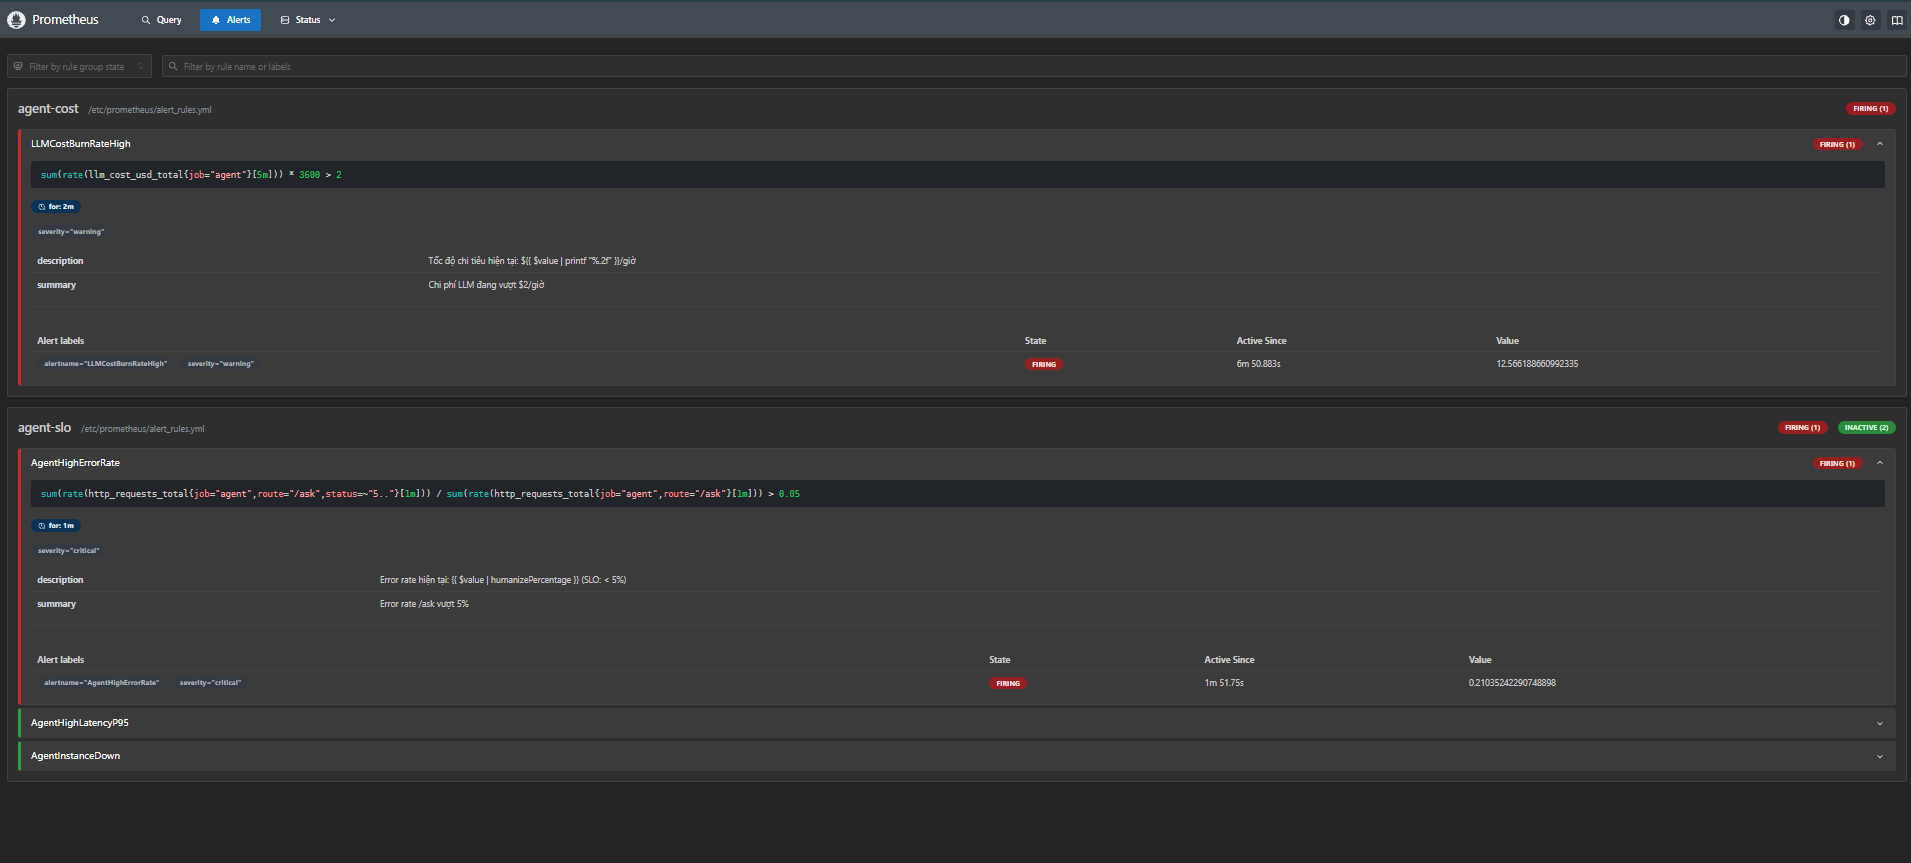 Prometheus Query Alerts Status
Filter by rule group state Filter by rule name or labels
agent-cost /etc/prometheus/alert_rules.yml FIRING (1)
LLMCostBurnRateHigh FIRING (1)
sum(rate(llm_cost_usd_total{job="agent"}[5m])) * 3600 > 2
for: 2m
severity="warning"
description Tốc độ chi tiêu hiện tại: ${{ $value | printf "%.2f" }}/giờ
summary Chi phí LLM đang vượt $2/giờ
Alert labels State Active Since Value
alertname="LLMCostBurnRateHigh" severity="warning" FIRING 6m 50.883s 12.566188660992335
agent-slo /etc/prometheus/alert_rules.yml FIRING (1) INACTIVE (2)
AgentHighErrorRate FIRING (1)
sum(rate(http_requests_total{job="agent",route="/ask",status=~"5.."}[1m])) / sum(rate(http_requests_total{job="agent",route="/ask"}[1m])) > 0.05
for: 1m
severity="critical"
description Error rate hiện tại: {{ $value | humanizePercentage }} (SLO: < 5%)
summary Error rate /ask vượt 5%
Alert labels State Active Since Value
alertname="AgentHighErrorRate" severity="critical" FIRING 1m 51.75s 0.21035242290748898
AgentHighLatencyP95
AgentInstanceDown